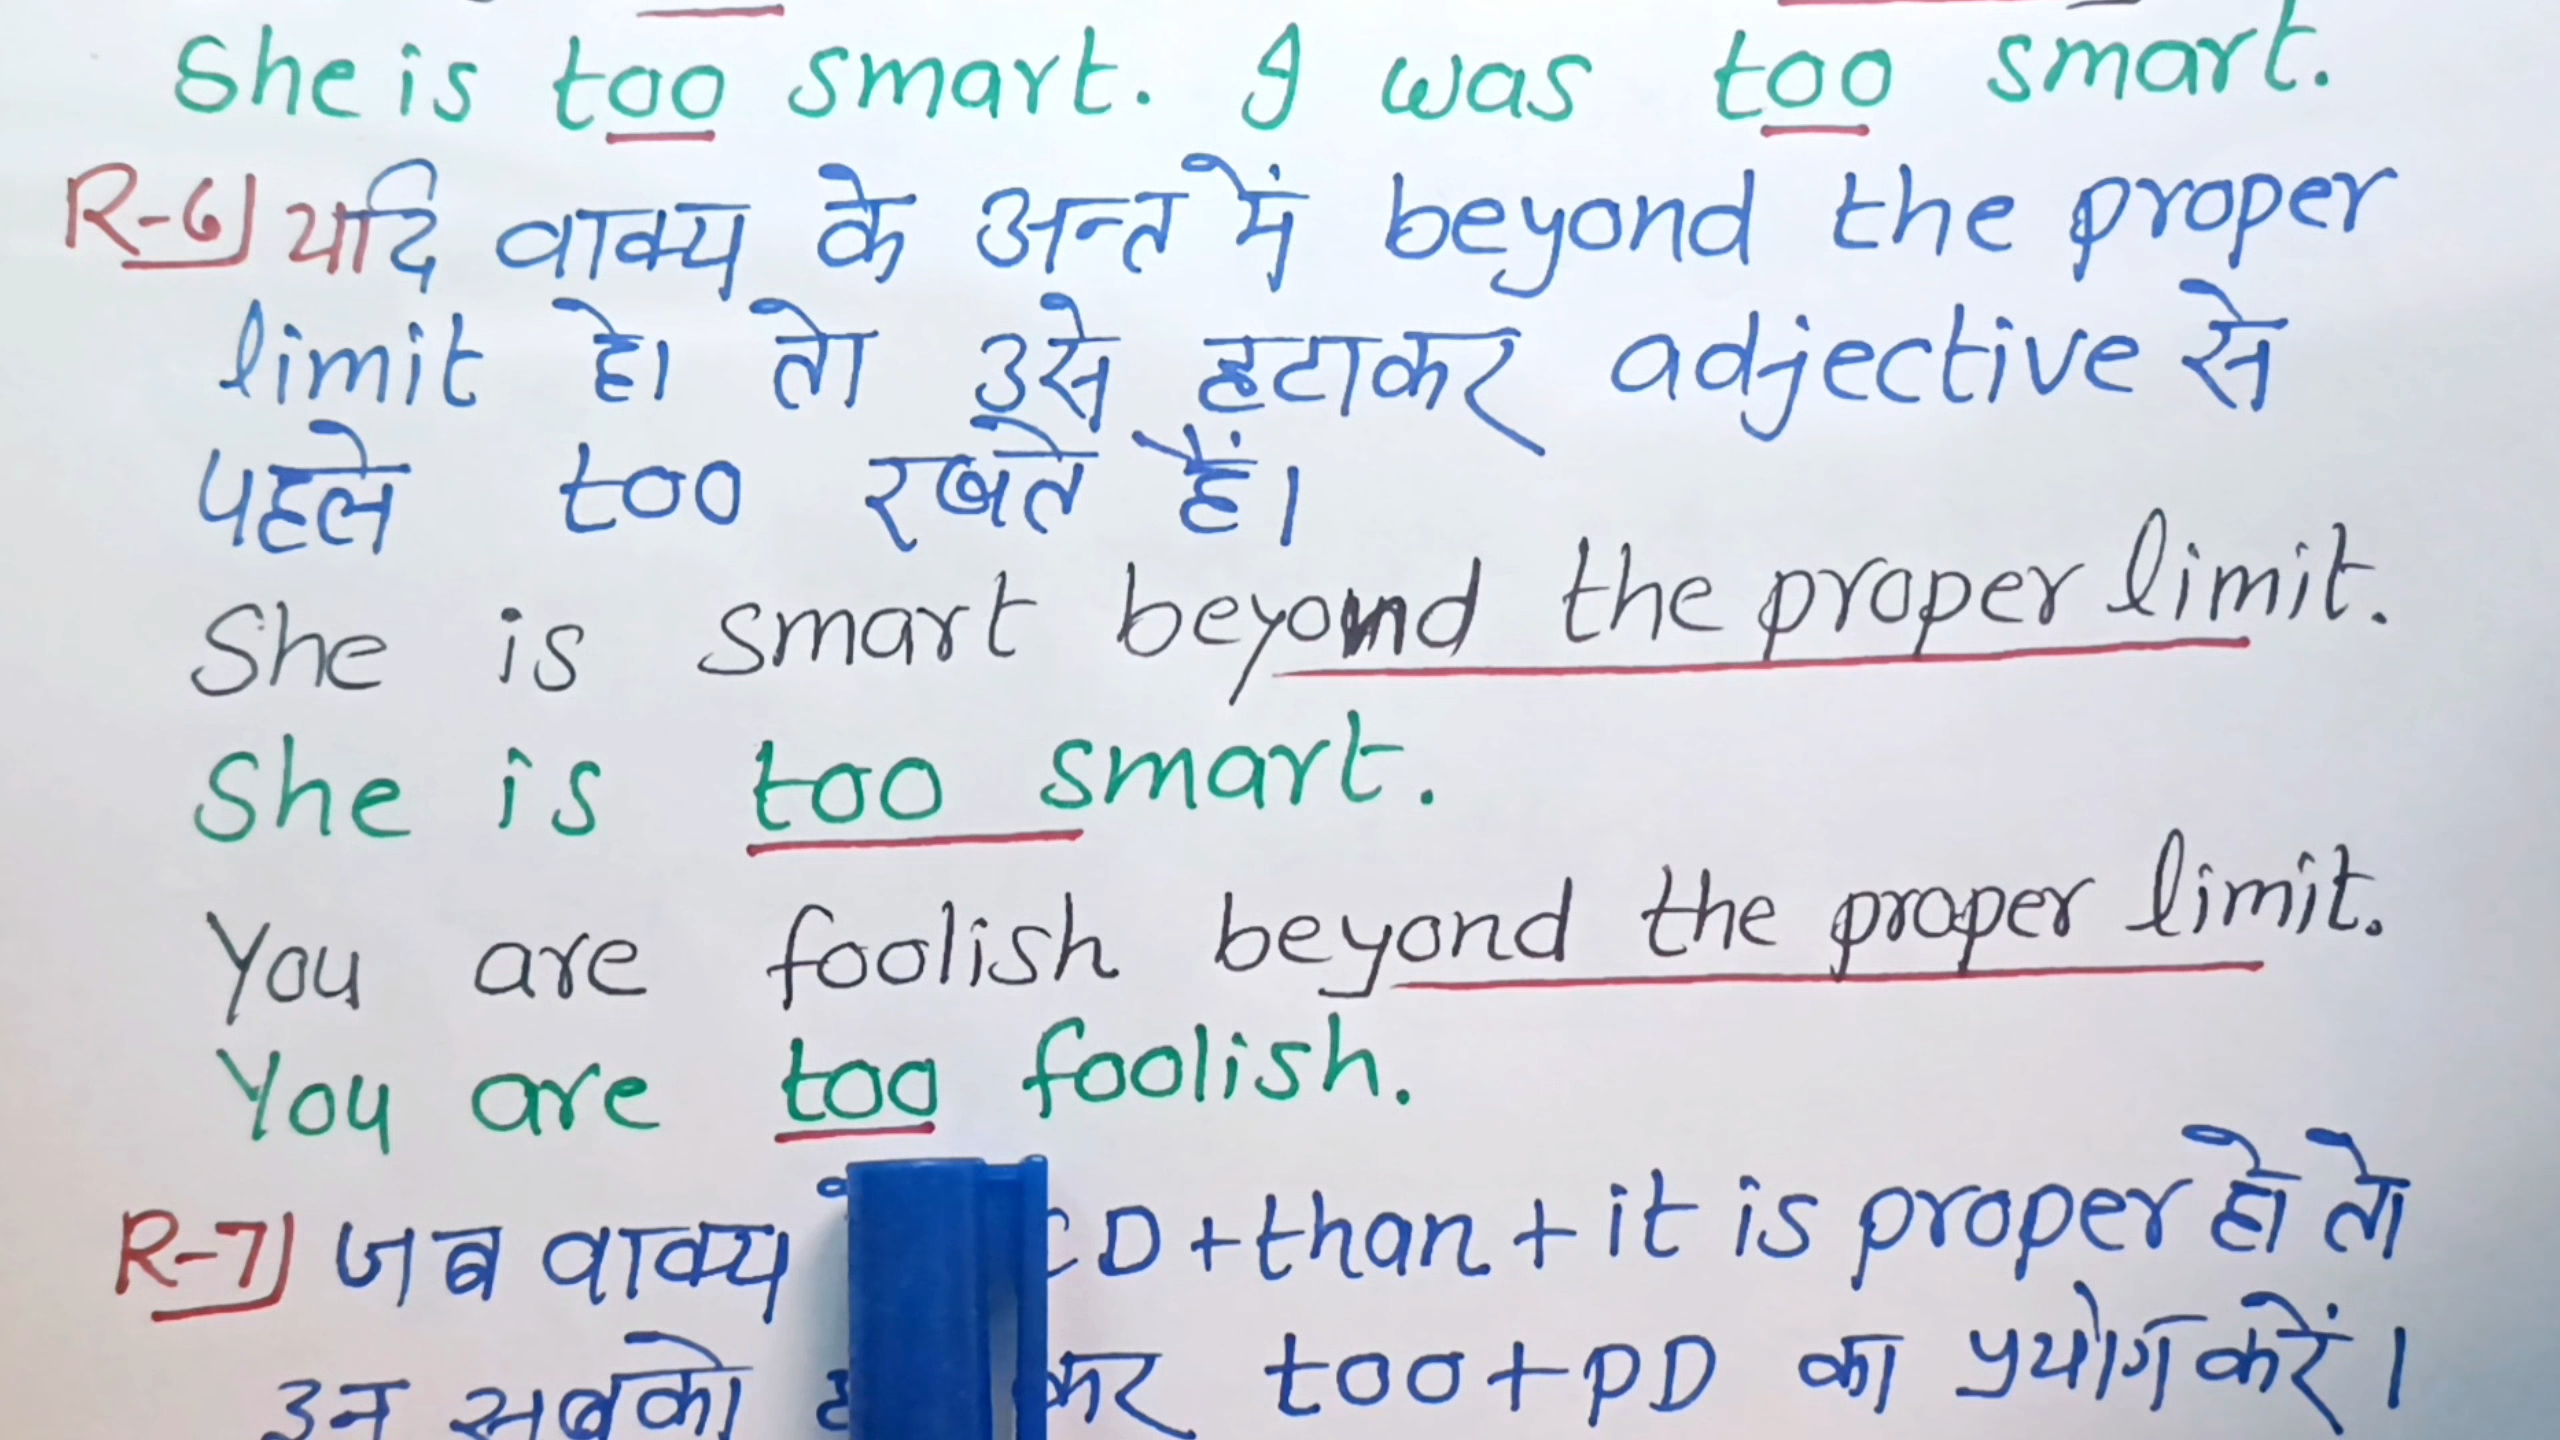 She is too smart. I was too smart.
R-6) यादि वाक्य के अन्त में beyond the proper
limit हो तो उसे हटाकर adjective से
पहले too रखते हैं।
She is smart beyond the proper limit.
She is too smart.
You are foolish beyond the proper limit.
You are too foolish.
R-7) जब वाक्य CD+than+it is proper हो तो
उन सबको कर too+PD का प्रयोग करें।